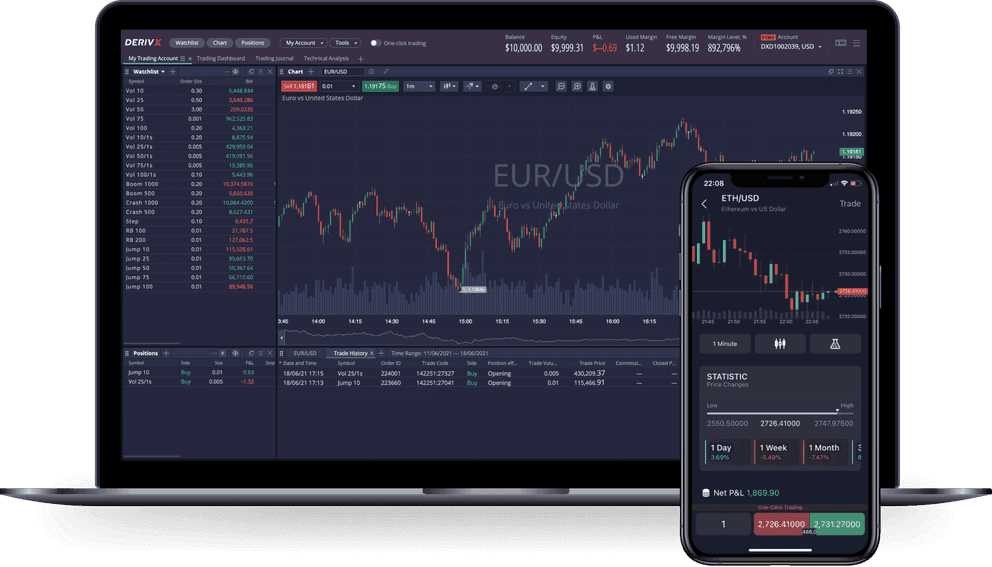 DERIVX Watchlist Chart Positions My Account Tools One-click trading
Balance Equity P&L Used Margin Free Margin Margin Level, % Account
$10,000.00 $9,999.31 $–0.69 $1.12 $9,998.19 892,796% DXD1002039, USD
My Trading Account Trading Dashboard Trading Journal Technical Analysis
Watchlist
Symbol Order Size Bid
Vol 10 0.30 6,448.844
Vol 25 0.50 2,649.286
Vol 50 3.00 209.0235
Vol 75 0.001 962,525.83
Vol 100 0.20 4,263.21
Vol 10/1s 0.10 8,875.54
Vol 25/1s 0.005 429,959.04
Vol 50/1s 0.005 419,091.56
Vol 75/1s 0.005 15,380.95
Vol 100/1s 0.10 5,443.96
Boom 1000 0.20 10,374.5870
Boom 500 0.20 5,650.635
Crash 1000 0.20 10,084.4200
Crash 500 0.20 8,627.431
Step 0.10 9,431.7
RB 100 0.01 21,787.5
RB 200 0.01 127,062.5
Jump 10 0.01 115,528.61
Jump 25 0.01 95,653.70
Jump 50 0.01 50,367.64
Jump 75 0.01 66,710.60
Jump 100 0.01 89,946.56
Chart EUR/USD
Sell 1.19161 0.01 1.19175 Buy 1m
Euro vs United States Dollar
EUR/USD
Euro vs United States Dollar
1.19250
1.19200
1.19161
1.19150
3:45 14:00 14:15 14:30 14:45 15:00 15:15 15:30 15:45 16:00 16:15
Positions
Symbol Side Size P&L Stop
Jump 10 Buy 0.01 0.63
Vol 25/1s Buy 0.005 -1.32
EUR/USD Trade History Time Range: 11/06/2021 — 18/06/2021
Date and Time Symbol Order ID Trade Code Side Position eff... Trade Volu... Trade Price Commissio... Closed P...
18/06/21 17:15 Vol 25/1s 224001 142251:27327 Buy Opening 0.005 430,209.37 — —
18/06/21 17:13 Jump 10 223660 142251:27041 Buy Opening 0.01 115,466.91 — —
22:08
ETH/USD
Ethereum vs US Dollar
Trade
2740.00000
2735.00000
2730.00000
2726.41000
2725.00000
2720.00000
21:45 21:50 21:55 22:00 22:05
1 Minute
STATISTIC
Price Changes
Low High
2550.50000 2726.41000 2747.97500
1 Day 1 Week 1 Month
3.69% -5.49% -7.47%
Net P&L 1,869.90
One-Click Trading
1 2,726.41000 2,731.27000